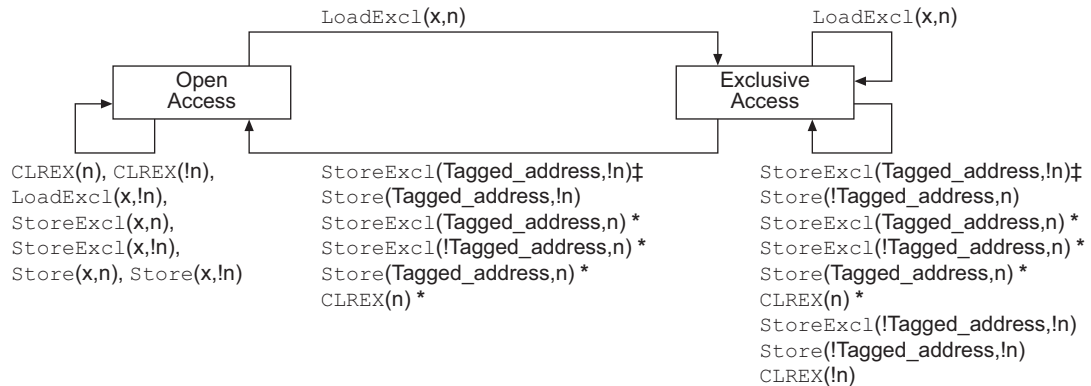 LoadExcl(x,n)
LoadExcl(x,n)
Open
Access
Exclusive
Access
CLREX(n), CLREX(!n),
LoadExcl(x,!n),
StoreExcl(x,n),
StoreExcl(x,!n),
Store(x,n), Store(x,!n)
StoreExcl(Tagged_address,!n)‡
Store(Tagged_address,!n)
StoreExcl(Tagged_address,n) *
StoreExcl(!Tagged_address,n) *
Store(Tagged_address,n) *
CLREX(n) *
StoreExcl(Tagged_address,!n)‡
Store(!Tagged_address,n)
StoreExcl(Tagged_address,n) *
StoreExcl(!Tagged_address,n) *
Store(Tagged_address,n) *
CLREX(n) *
StoreExcl(!Tagged_address,!n)
Store(!Tagged_address,!n)
CLREX(!n)